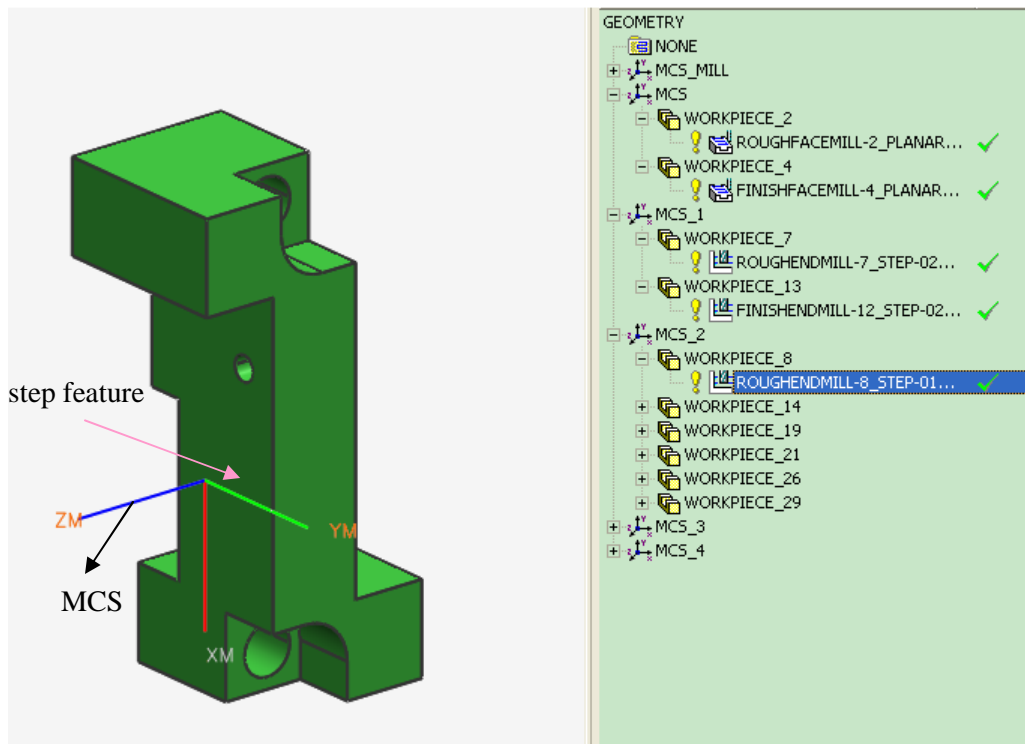 step feature
ZM
YM
MCS
XM
GEOMETRY
NONE
MCS_MILL
MCS
WORKPIECE_2
ROUGHFACEMILL-2_PLANAR...
WORKPIECE_4
FINISHFACEMILL-4_PLANAR...
MCS_1
WORKPIECE_7
ROUGHENDMILL-7_STEP-02...
WORKPIECE_13
FINISHENDMILL-12_STEP-02...
MCS_2
WORKPIECE_8
ROUGHENDMILL-8_STEP-01...
WORKPIECE_14
WORKPIECE_19
WORKPIECE_21
WORKPIECE_26
WORKPIECE_29
MCS_3
MCS_4